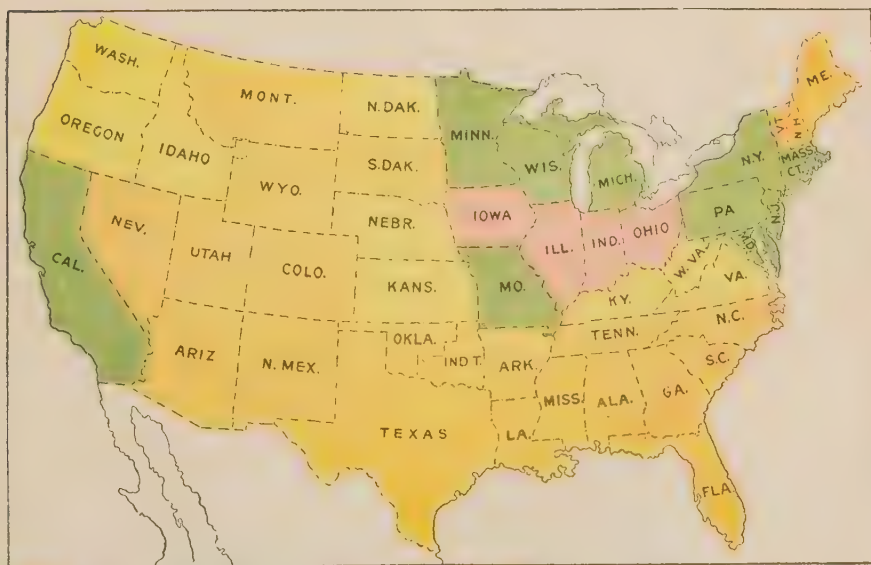 WASH.
MONT.
N.DAK.
MINN.
ME.
OREGON
IDAHO
VT.
N.H.
WIS.
MICH.
N.Y.
MASS.
CT.
WYO.
S.DAK.
IOWA
PA
N.J.
NEV.
NEBR.
ILL.
IND.
OHIO
MD.
CAL.
UTAH
COLO.
KANS.
MO.
W. VA.
VA.
KY.
N.C.
TENN.
ARIZ
N. MEX.
OKLA.
IND T.
ARK.
S.C.
MISS.
ALA.
GA.
TEXAS
LA.
FLA.